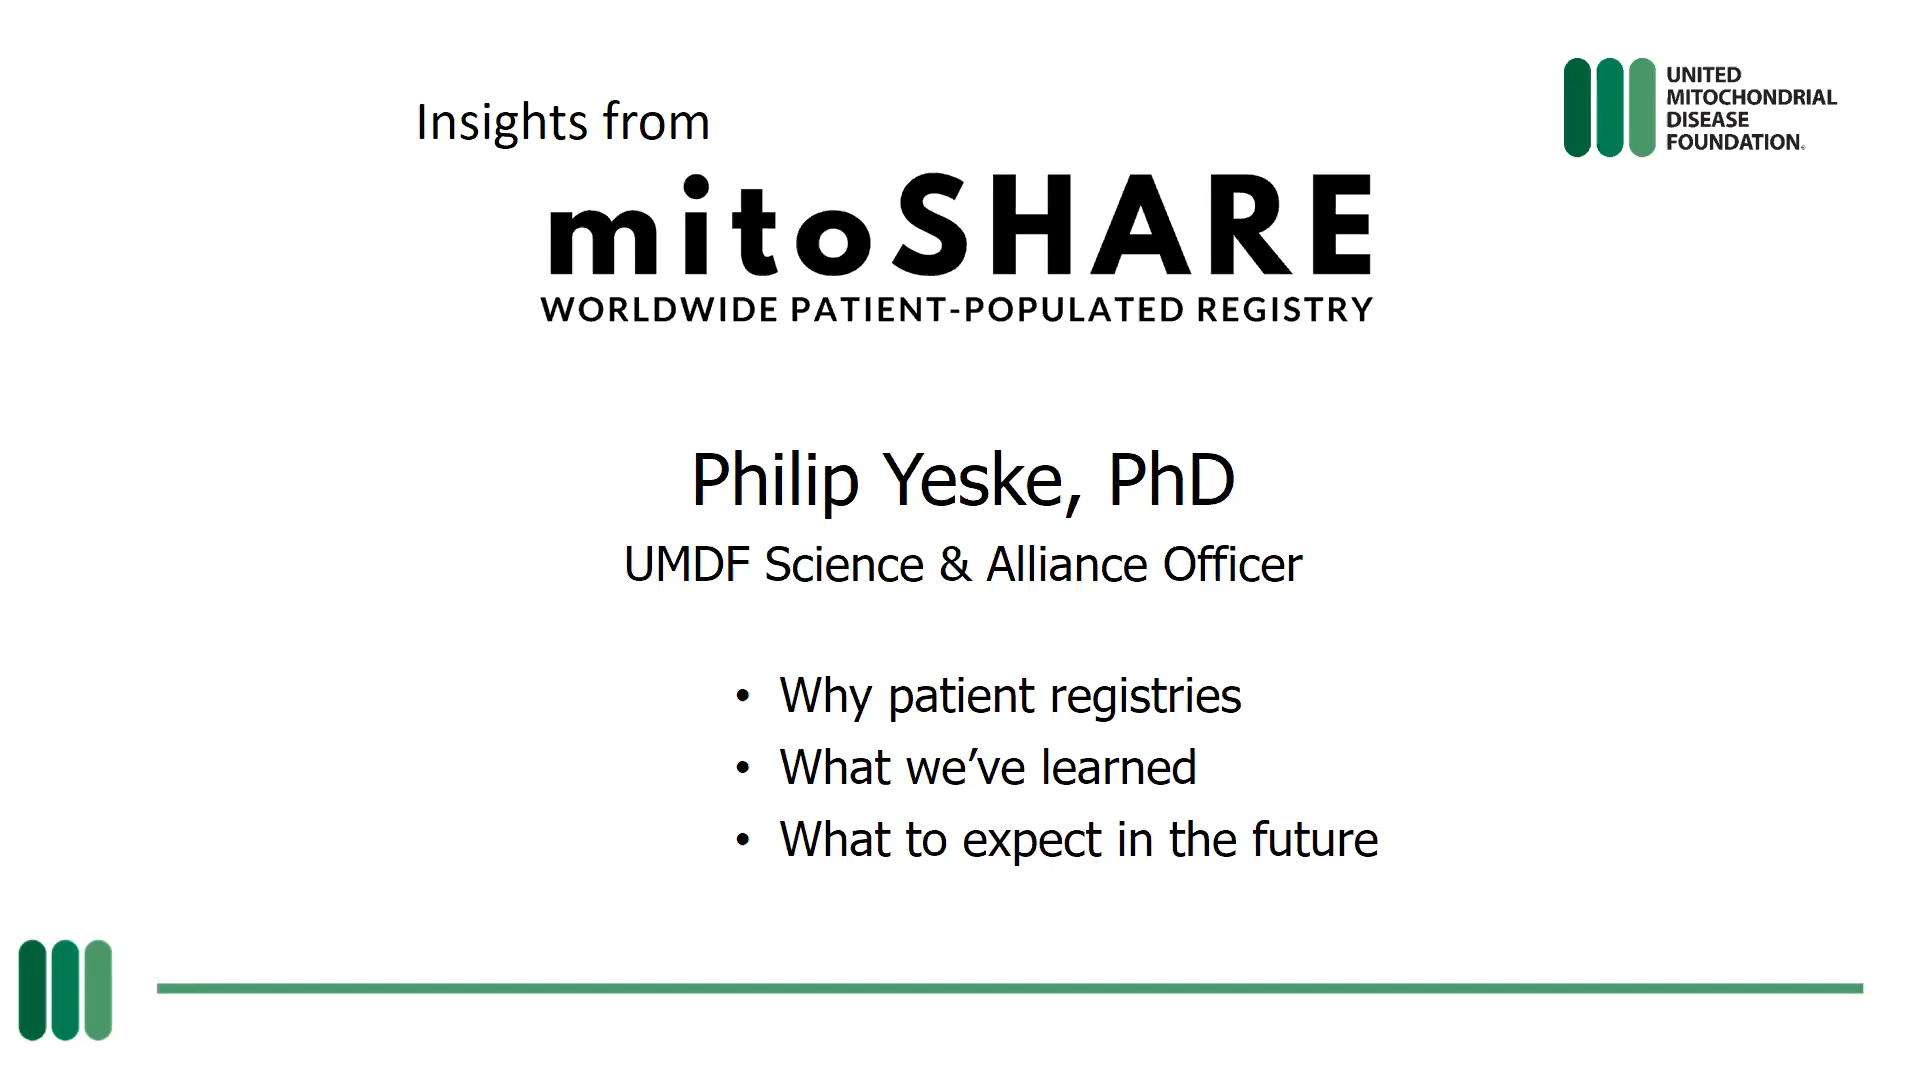 UNITED
MITOCHONDRIAL
DISEASE
FOUNDATION.
Insights from
mitoSHARE
WORLDWIDE PATIENT-POPULATED REGISTRY
Philip Yeske, PhD
UMDF Science & Alliance Officer
• Why patient registries
• What we’ve learned
• What to expect in the future